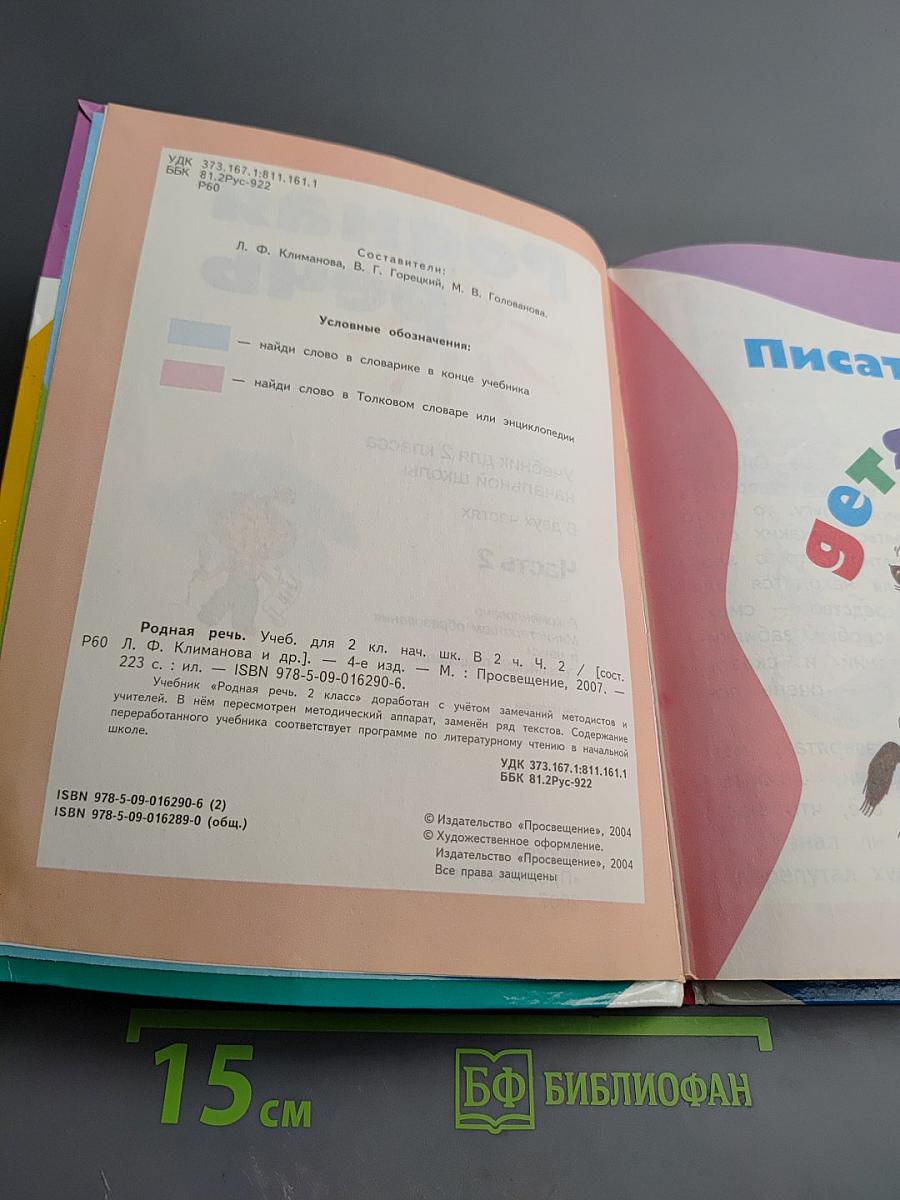 УДК 373.167.1:811.161.1
ББК 81.2Рус-922
Р60
Составители:
Л. Ф. Климанова, В. Г. Горецкий, М. В. Голованова.
Условные обозначения:
— найди слово в словарике в конце учебника
— найди слово в Толковом словаре или энциклопедии
Родная речь. Учеб. для 2 кл. нач. шк. В 2 ч. Ч. 2 / [сост.
Р60 Л. Ф. Климанова и др.]. — 4-е изд. — М. : Просвещение, 2007. —
223 с. : ил. — ISBN 978-5-09-016290-6.
Учебник «Родная речь. 2 класс» доработан с учётом замечаний методистов и
учителей. В нём пересмотрен методический аппарат, заменён ряд текстов. Содержание
переработанного учебника соответствует программе по литературному чтению в начальной
школе.
УДК 373.167.1:811.161.1
ББК 81.2Рус-922
ISBN 978-5-09-016290-6 (2)
ISBN 978-5-09-016289-0 (общ.)
© Издательство «Просвещение», 2004
© Художественное оформление.
Издательство «Просвещение», 2004
Все права защищены
Писат
дет
15 см
БФ БИБЛИОФАН